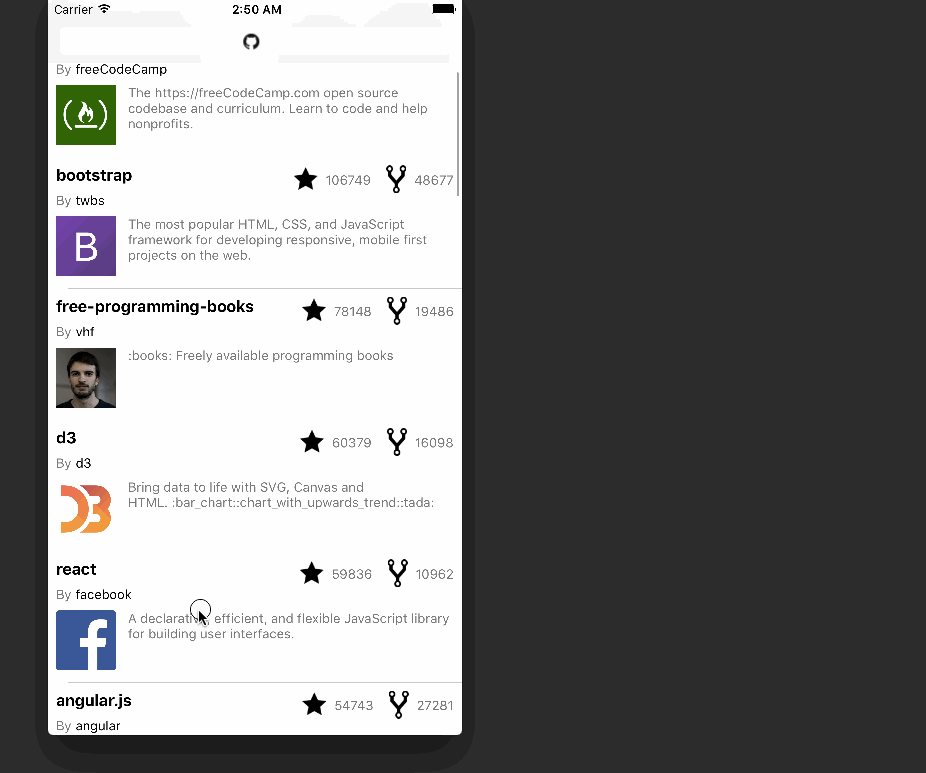 Carrier 2:50 AM
By freeCodeCamp
The https://freeCodeCamp.com open source
codebase and curriculum. Learn to code and help
nonprofits.
bootstrap 106749 48677
By twbs
B
The most popular HTML, CSS, and JavaScript
framework for developing responsive, mobile first
projects on the web.
free-programming-books 78148 19486
By vhf
:books: Freely available programming books
d3 60379 16098
By d3
Bring data to life with SVG, Canvas and
HTML. :bar_chart::chart_with_upwards_trend::tada:
react 59836 10962
By facebook
A declarative, efficient, and flexible JavaScript library
for building user interfaces.
angular.js 54743 27281
By angular